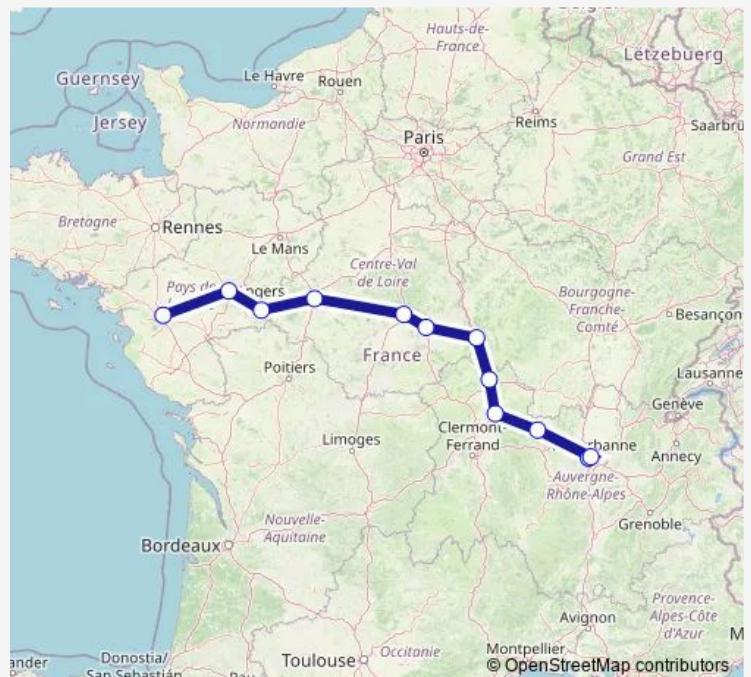 Hauts-de-
France
Lëtzebuerg
Guernsey
Le Havre
Rouen
Jersey
Reims
Saarbrü
Normandie
Paris
Grand Est
Bretagne
Rennes
Le Mans
Centre-Val
de Loire
Pays de
ngers
Bourgogne-
Franche-
Comté
Besançon
France
Poitiers
Lausanne
Genève
Clermont-
Ferrand
Limoges
rbanne
Annecy
Auvergne-
Rhône-Alpes
Grenoble
Nouvelle-
Aquitaine
Bordeaux
Provence-
Alpes-Côte
d'Azur
Avignon
Donostia/
San Sebastián
ander
Toulouse
Occitanie
Montpellier
M
© OpenStreetMap contributors